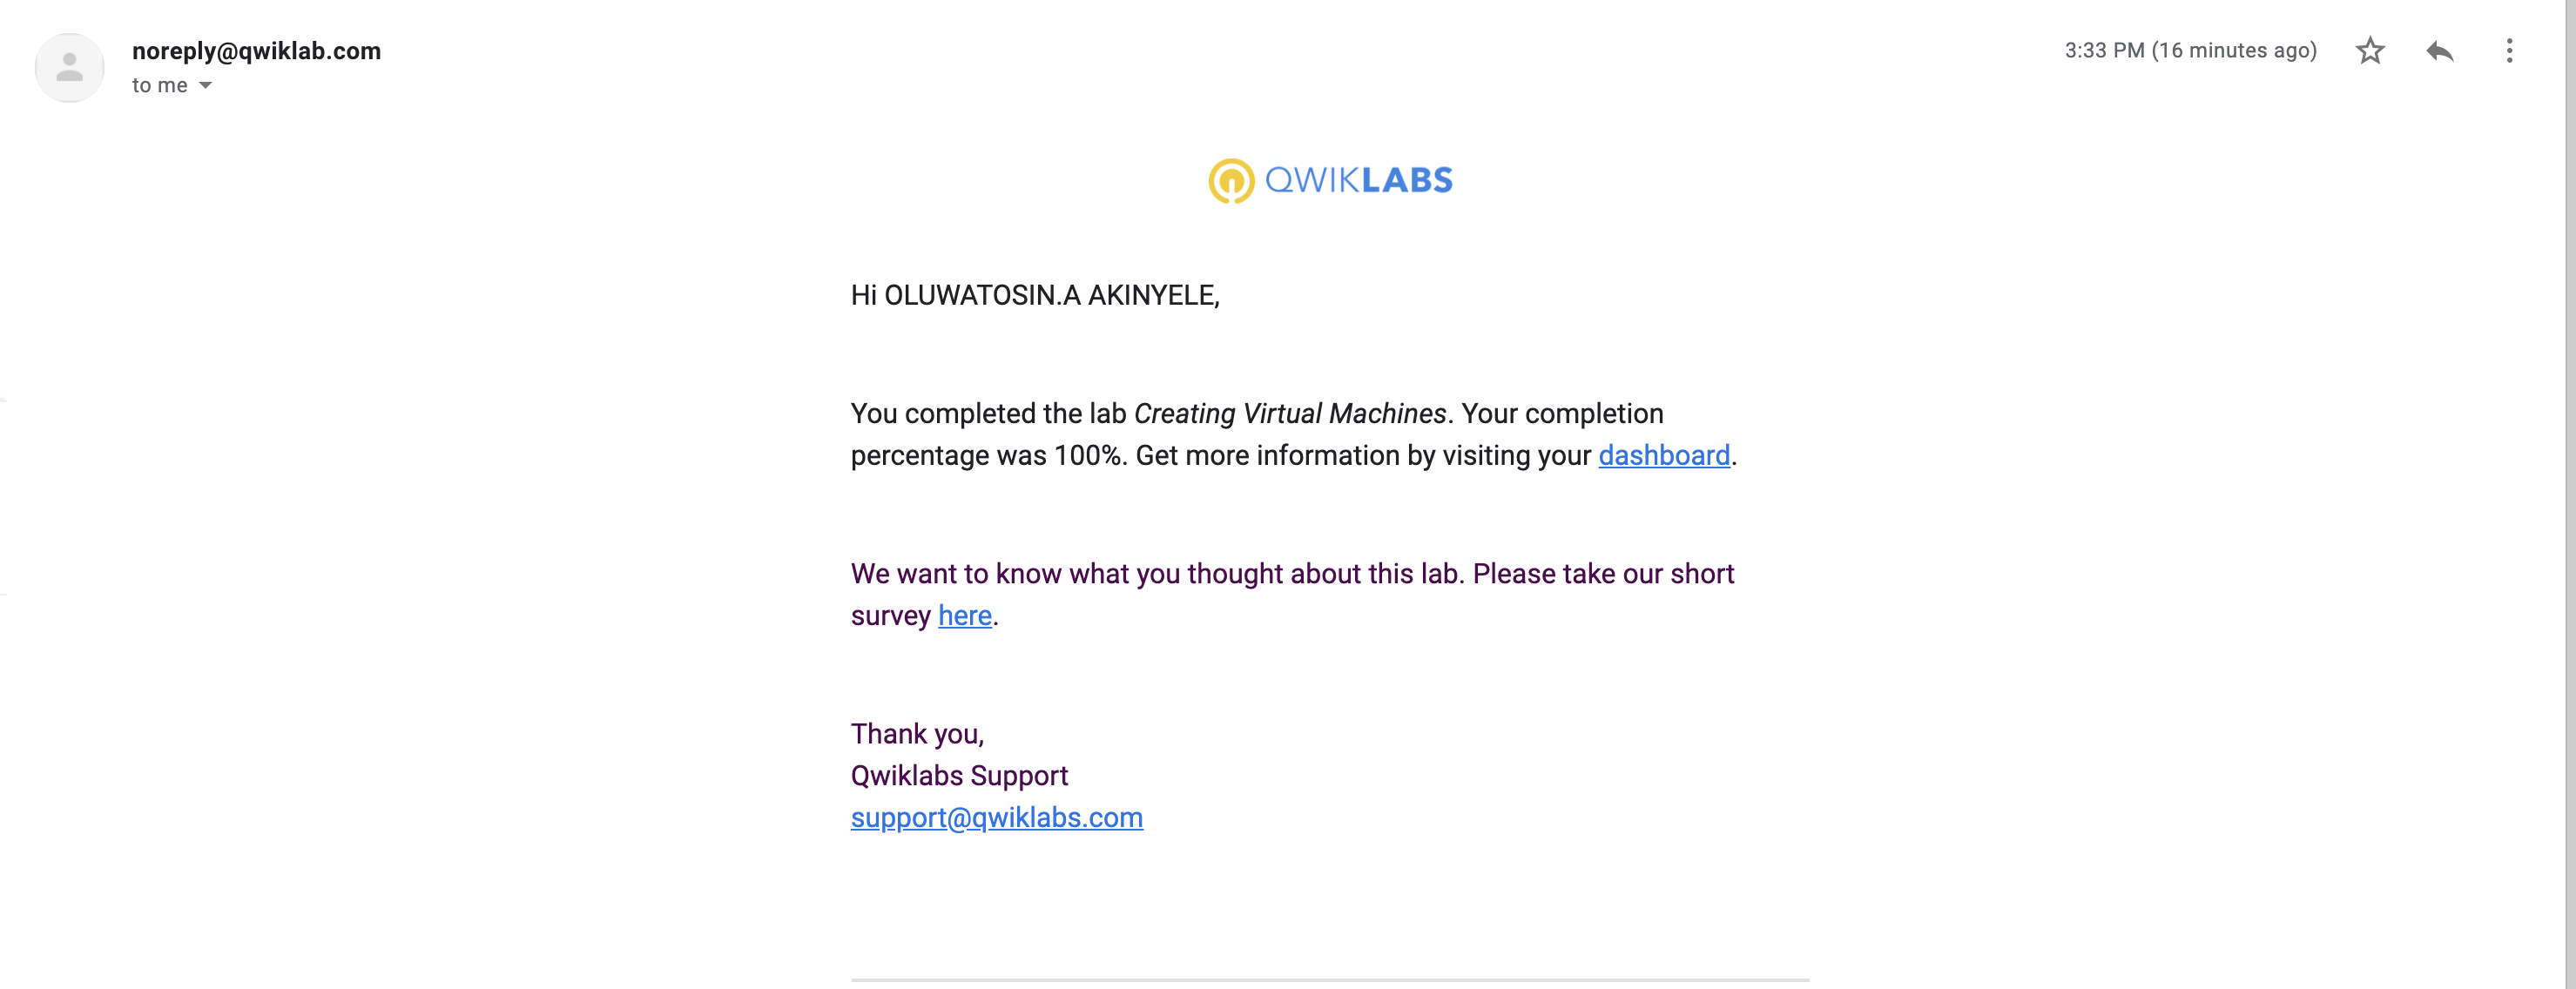 noreply@qwiklab.com
3:33 PM (16 minutes ago)
to me
QWIKLABS
Hi OLUWATOSIN.A AKINYELE,
You completed the lab Creating Virtual Machines. Your completion
percentage was 100%. Get more information by visiting your dashboard.
We want to know what you thought about this lab. Please take our short
survey here.
Thank you,
Qwiklabs Support
support@qwiklabs.com